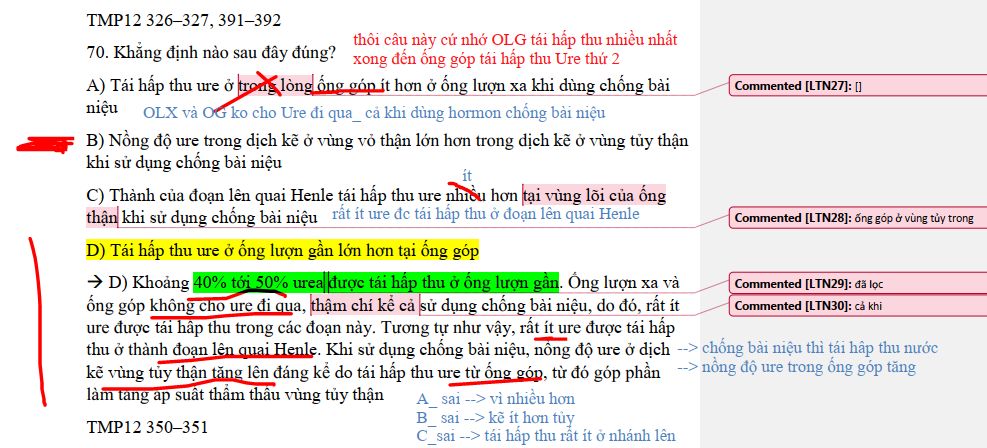 TMP12 326–327, 391–392
thôi câu này cứ nhớ OLG tái hấp thu nhiều nhất
70. Khẳng định nào sau đây đúng?
xong đến ống góp tái hấp thu Ure thứ 2
A) Tái hấp thu ure ở trong lòng ống góp ít hơn ở ống lượn xa khi dùng chống bài
Commented [LTN27]: []
niệu
OLX và OG ko cho Ure đi qua_ cả khi dùng hormon chống bài niệu
B) Nồng độ ure trong dịch kẽ ở vùng vỏ thận lớn hơn trong dịch kẽ ở vùng tủy thận
khi sử dụng chống bài niệu
ít
C) Thành của đoạn lên quai Henle tái hấp thu ure nhiều hơn tại vùng lõi của ống
thận khi sử dụng chống bài niệu
rất ít ure đc tái hấp thu ở đoạn lên quai Henle
Commented [LTN28]: ống góp ở vùng tủy trong
D) Tái hấp thu ure ở ống lượn gần lớn hơn tại ống góp
→ D) Khoảng 40% tới 50% urea được tái hấp thu ở ống lượn gần. Ống lượn xa và
Commented [LTN29]: đã lọc
ống góp không cho ure đi qua, thậm chí kể cả sử dụng chống bài niệu, do đó, rất ít
Commented [LTN30]: cả khi
ure được tái hấp thu trong các đoạn này. Tương tự như vậy, rất ít ure được tái hấp
thu ở thành đoạn lên quai Henle. Khi sử dụng chống bài niệu, nồng độ ure ở dịch
--> chống bài niệu thì tái hâp thu nước
kẽ vùng tủy thận tăng lên đáng kể do tái hấp thu ure từ ống góp, từ đó góp phần
--> nồng độ ure trong ống góp tăng
làm tăng áp suất thẩm thấu vùng tủy thận
A_ sai --> vì nhiều hơn
B_ sai --> kẽ ít hơn tủy
TMP12 350–351
C_sai --> tái hấp thu rất ít ở nhánh lên